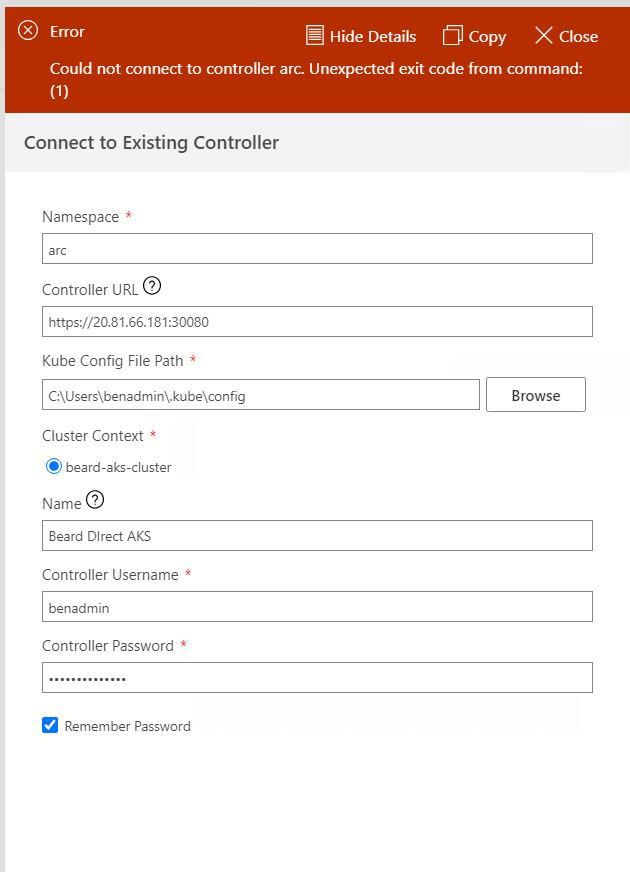 Error
Hide Details
Copy
Close
Could not connect to controller arc. Unexpected exit code from command:
(1)
Connect to Existing Controller
Namespace *
arc
Controller URL ?
https://20.81.66.181:30080
Kube Config File Path *
C:\Users\benadmin\.kube\config
Browse
Cluster Context *
beard-aks-cluster
Name ?
Beard DIrect AKS
Controller Username *
benadmin
Controller Password *
••••••••••••••
Remember Password